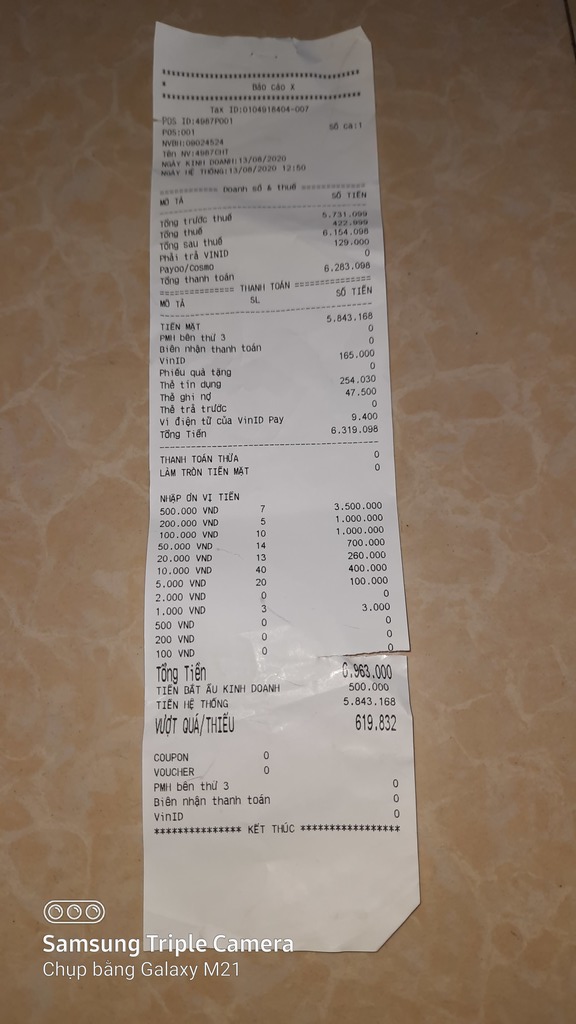 ****************************************
* Báo cáo X
****************************************
Tax ID:0104918404-007
POS ID:4987P001
POS:001 Số ca:1
NVBH:09024524
Tên NV:4987CHT
NGÀY KINH DOANH:13/08/2020
NGÀY HỆ THỐNG:13/08/2020 12:50
=========== Doanh số & thuế ============
MÔ TẢ SỐ TIỀN
----------------------------------------
Tổng trước thuế 5.731.099
Tổng thuế 422.999
Tổng sau thuế 6.154.098
Phải trả VINID 129.000
Payoo/Cosmo 0
Tổng thanh toán 6.283.098
=============== THANH TOÁN ===============
MÔ TẢ SL SỐ TIỀN
----------------------------------------
TIỀN MẶT 5.843.168
PMH bên thứ 3 0
Biên nhận thanh toán 0
VinID 165.000
Phiếu quà tặng 0
Thẻ tín dụng 254.030
Thẻ ghi nợ 47.500
Thẻ trả trước 0
Ví điện tử của VinID Pay 9.400
Tổng Tiền 6.319.098
----------------------------------------
THANH TOÁN THỪA 0
LÀM TRÒN TIỀN MẶT 0
NHẬP ƠN VỊ TIỀN
500.000 VND 7 3.500.000
200.000 VND 5 1.000.000
100.000 VND 10 1.000.000
50.000 VND 14 700.000
20.000 VND 13 260.000
10.000 VND 40 400.000
5.000 VND 20 100.000
2.000 VND 0 0
1.000 VND 3 3.000
500 VND 0 0
200 VND 0 0
100 VND 0 0
Tổng Tiền 6.963.000
TIỀN BẮT ẦU KINH DOANH 500.000
TIỀN HỆ THỐNG 5.843.168
VƯỢT QUÁ/THIẾU 619.832
COUPON 0
VOUCHER 0
PMH bên thứ 3 0
Biên nhận thanh toán 0
VinID 0
**************** KẾT THÚC ******************
Samsung Triple Camera
Chụp bằng Galaxy M21